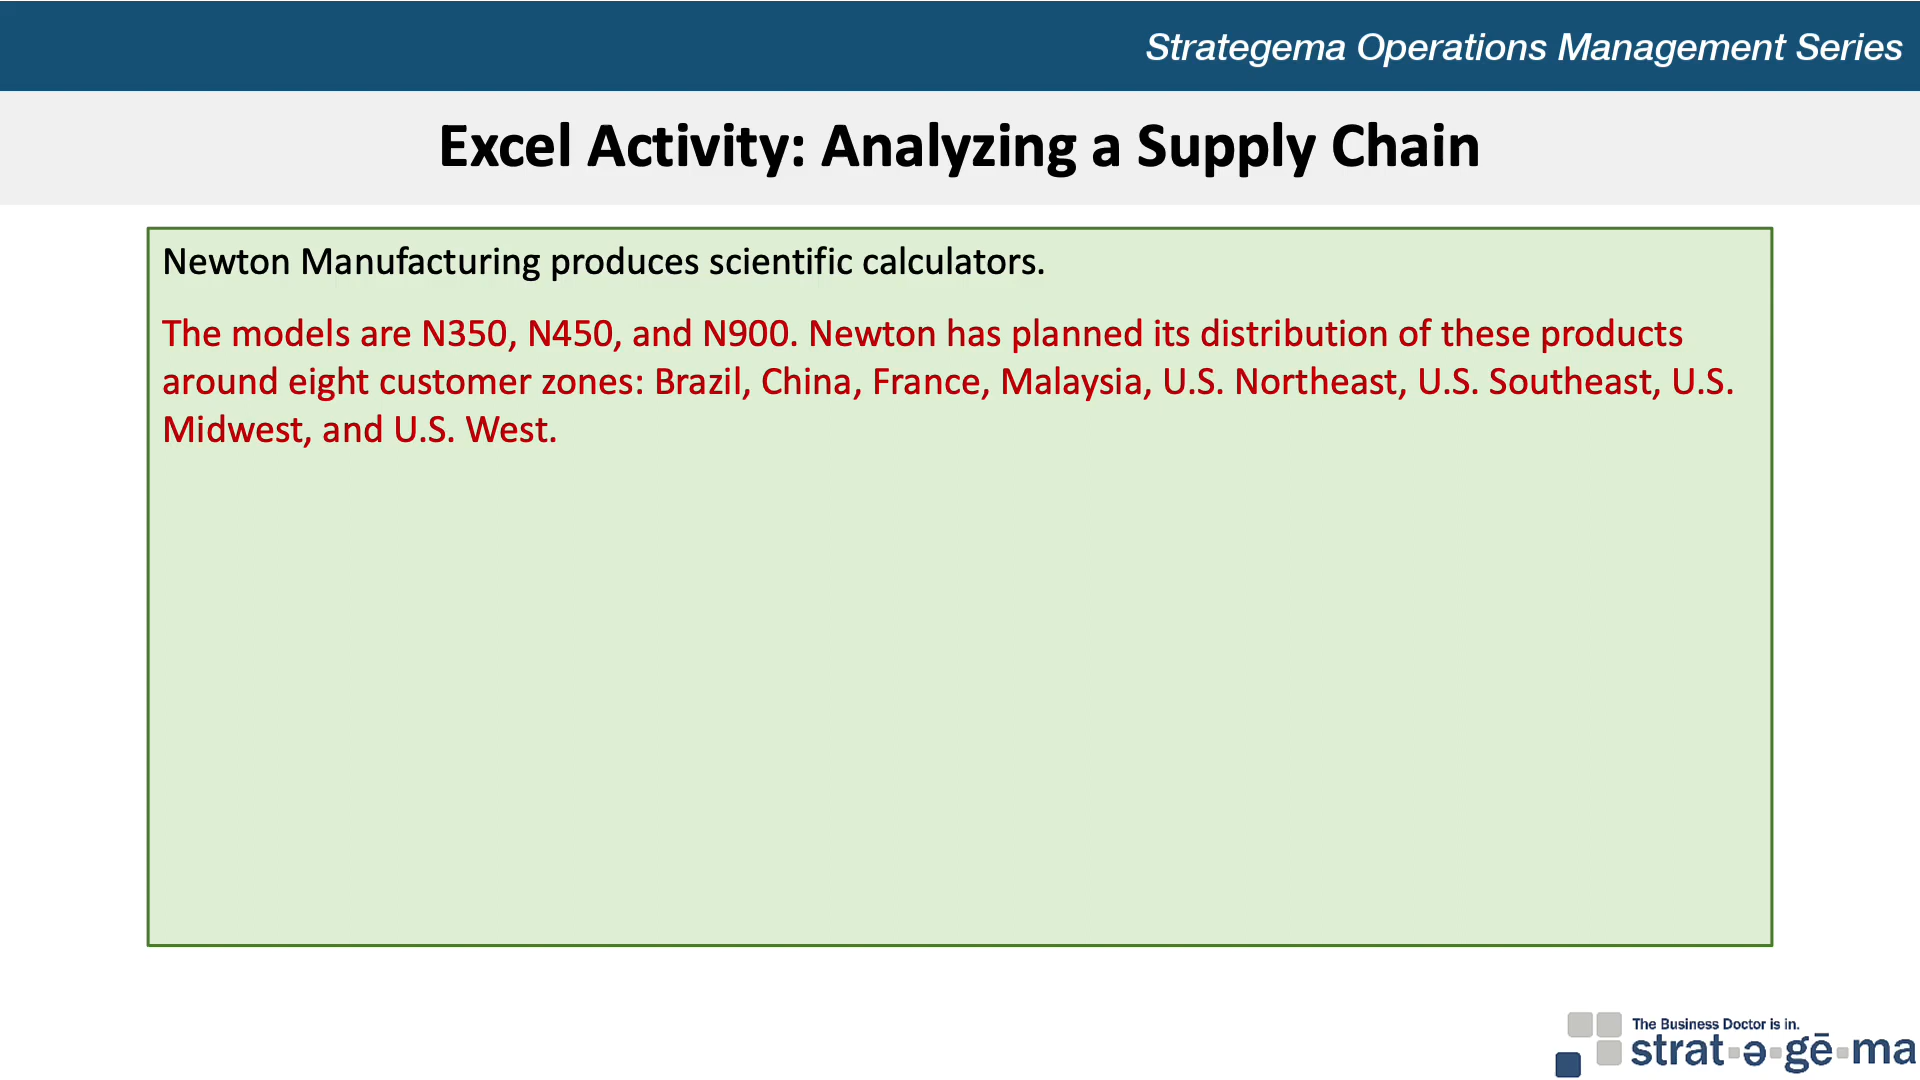 Strategema Operations Management Series
Excel Activity: Analyzing a Supply Chain
Newton Manufacturing produces scientific calculators.
The models are N350, N450, and N900. Newton has planned its distribution of these products
around eight customer zones: Brazil, China, France, Malaysia, U.S. Northeast, U.S. Southeast, U.S.
Midwest, and U.S. West.
The Business Doctor is in.
strat-ə-gē-ma